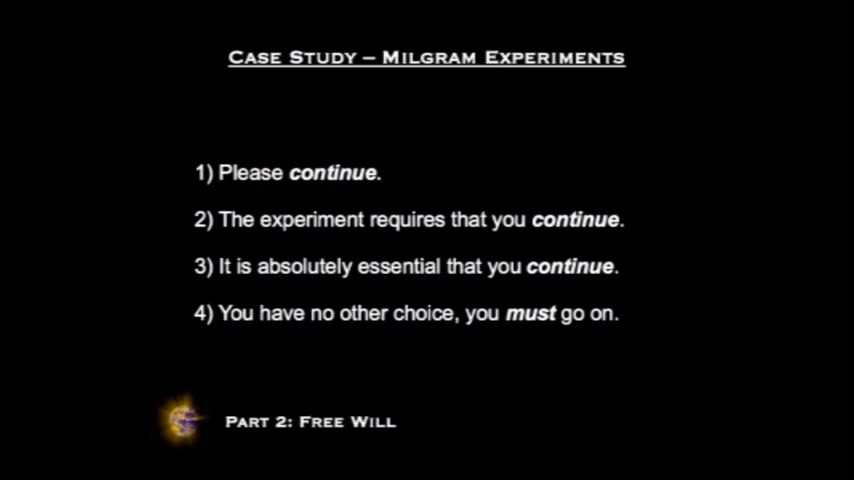 Case Study – Milgram Experiments
1) Please continue.
2) The experiment requires that you continue.
3) It is absolutely essential that you continue.
4) You have no other choice, you must go on.
Part 2: Free Will